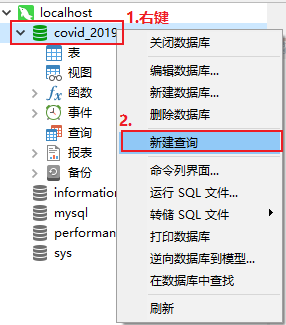 localhost
1.右键
covid_2019
表
视图
函数
事件
查询
报表
备份
information
mysql
performan
sys
关闭数据库
编辑数据库...
新建数据库...
删除数据库
2.
新建查询
命令列界面...
运行 SQL 文件...
转储 SQL 文件
打印数据库
逆向数据库到模型...
在数据库中查找
刷新